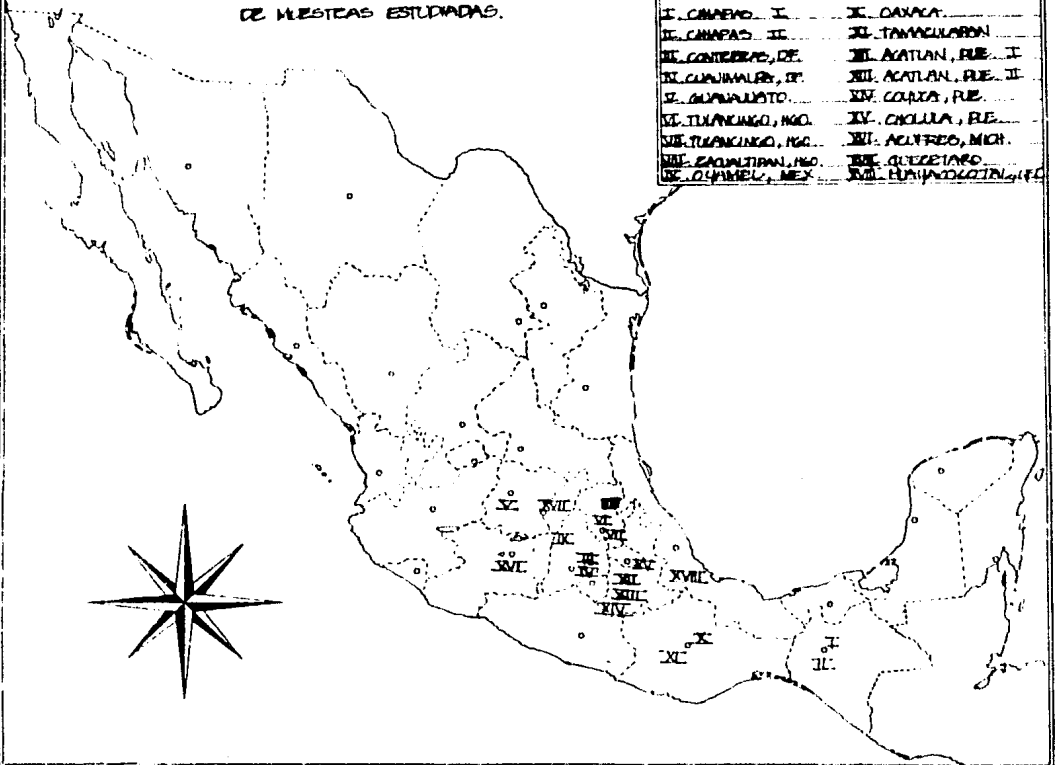 DE MUESTRAS ESTUDIADAS.
I. CHIAPAS I
II. CHIAPAS II
III. CONTRERAS, DF.
IV. CUAJIMALPA, DF.
V. GUANAJUATO.
VI. TULANCINGO, HGO.
VII. TULANCINGO, HGO.
VIII. ZACUALTIPAN, HGO.
IX. OYAMEL, MEX
X. OAXACA.
XI. TAMAZULAPAN
XII. ACATLAN, PUE. I
XIII. ACATLAN, PUE. II
XIV. PUE.
XV. CHOLULA, PUE.
XVI. MICH.
XVII. QUERETARO
XVIII. HUAYACOCOTLA, VER
V
XVII
VI
VII
IX
III
IV
XVI
XV
XII
XIII
XIV
XVIII
X
XI
I
II